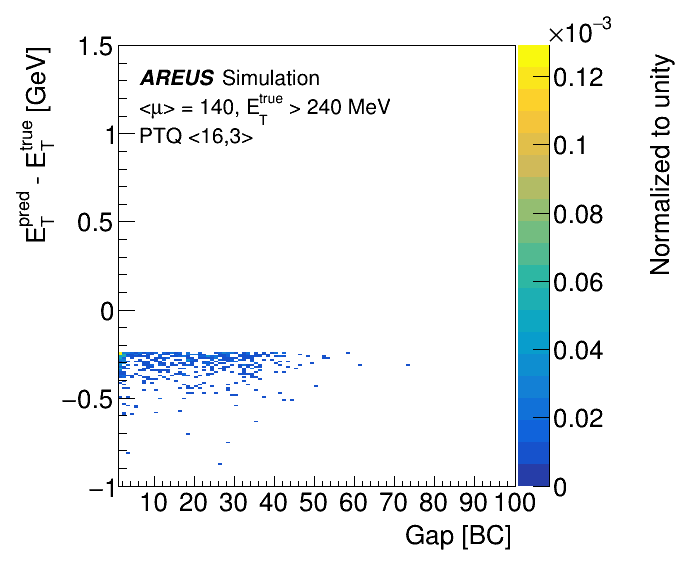 ×10⁻³
1.5
1
0.5
0
−0.5
−1
E_T^pred - E_T^true [GeV]
AREUS Simulation
<μ> = 140, E_T^true > 240 MeV
PTQ <16,3>
10 20 30 40 50 60 70 80 90 100
Gap [BC]
0.12
0.1
0.08
0.06
0.04
0.02
0
Normalized to unity